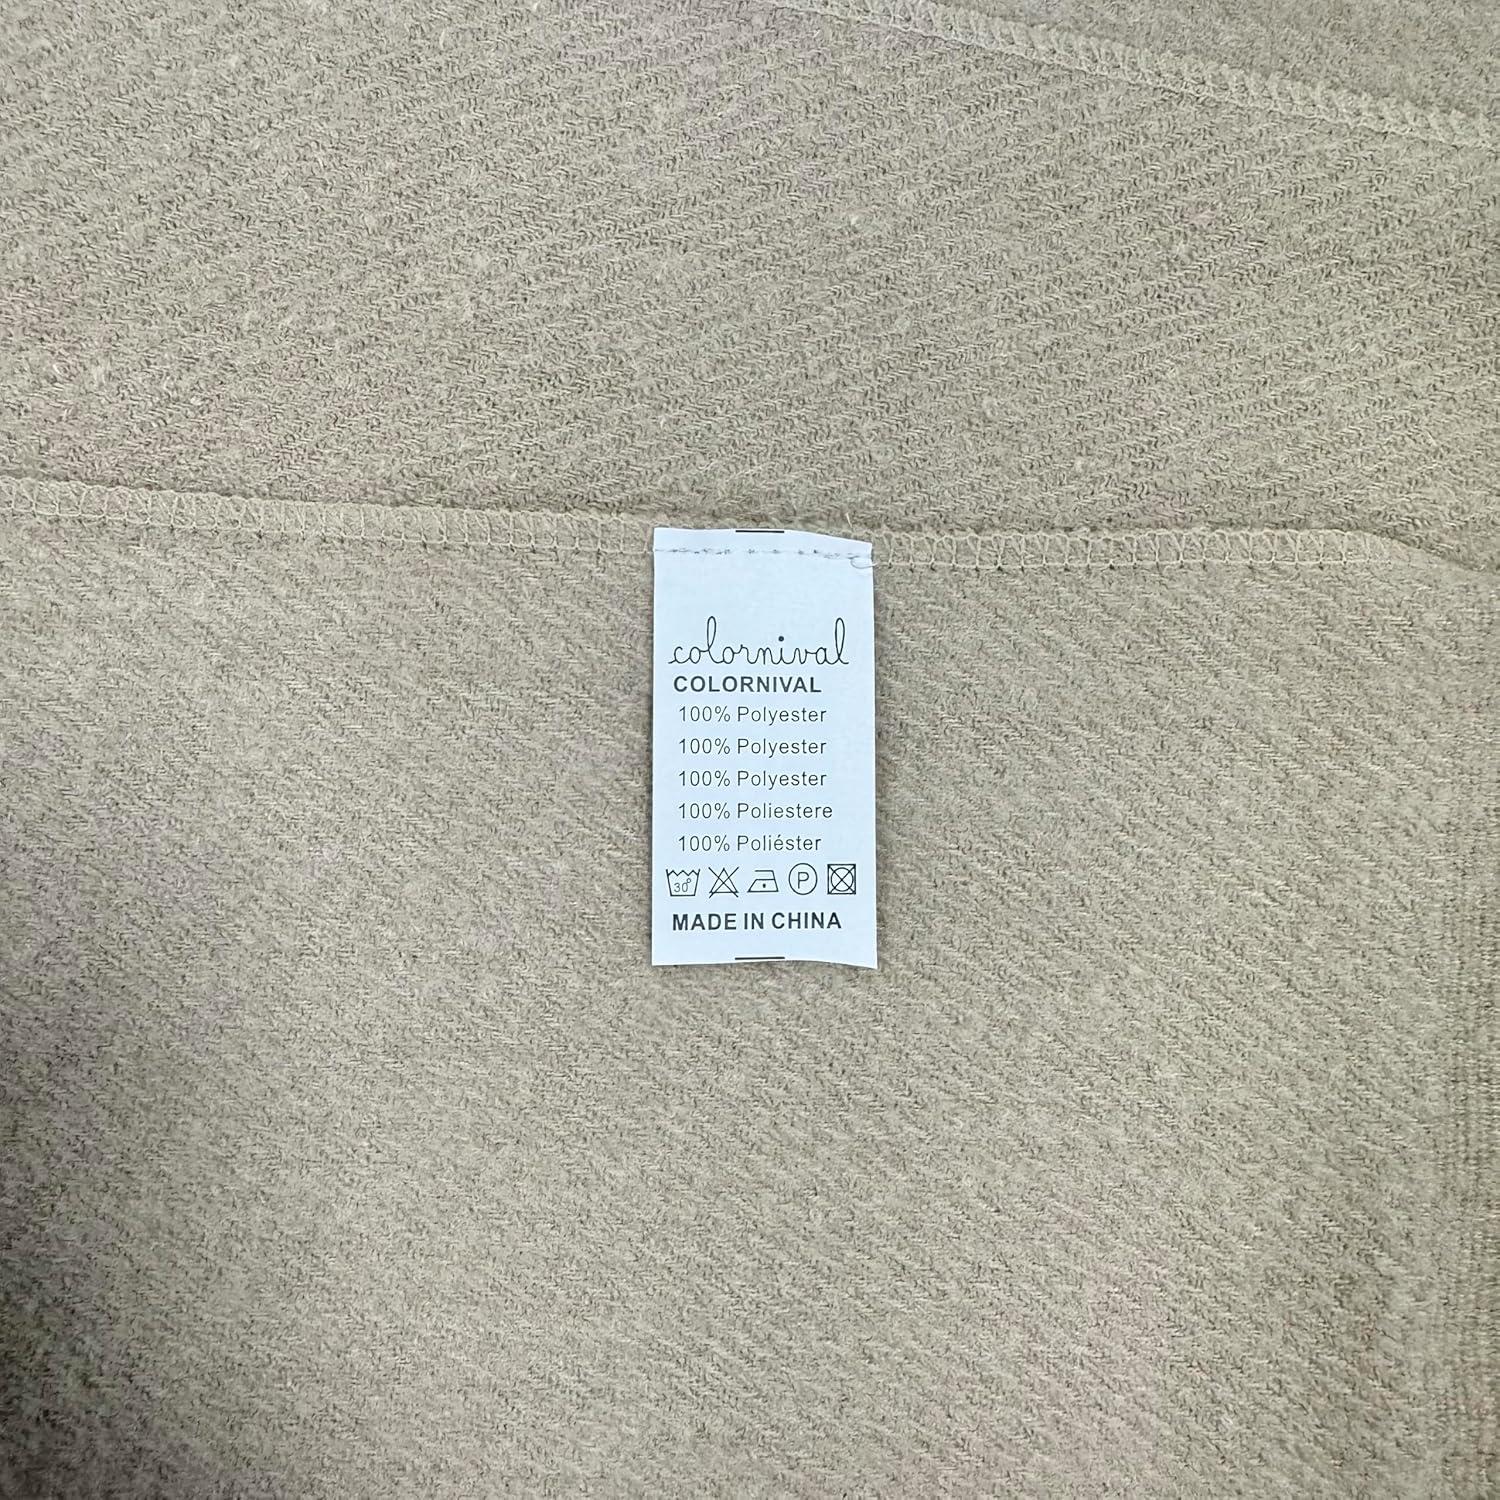 colornival
COLORNIVAL
100% Polyester
100% Polyester
100% Polyester
100% Poliestere
100% Poliéster
30° P
MADE IN CHINA